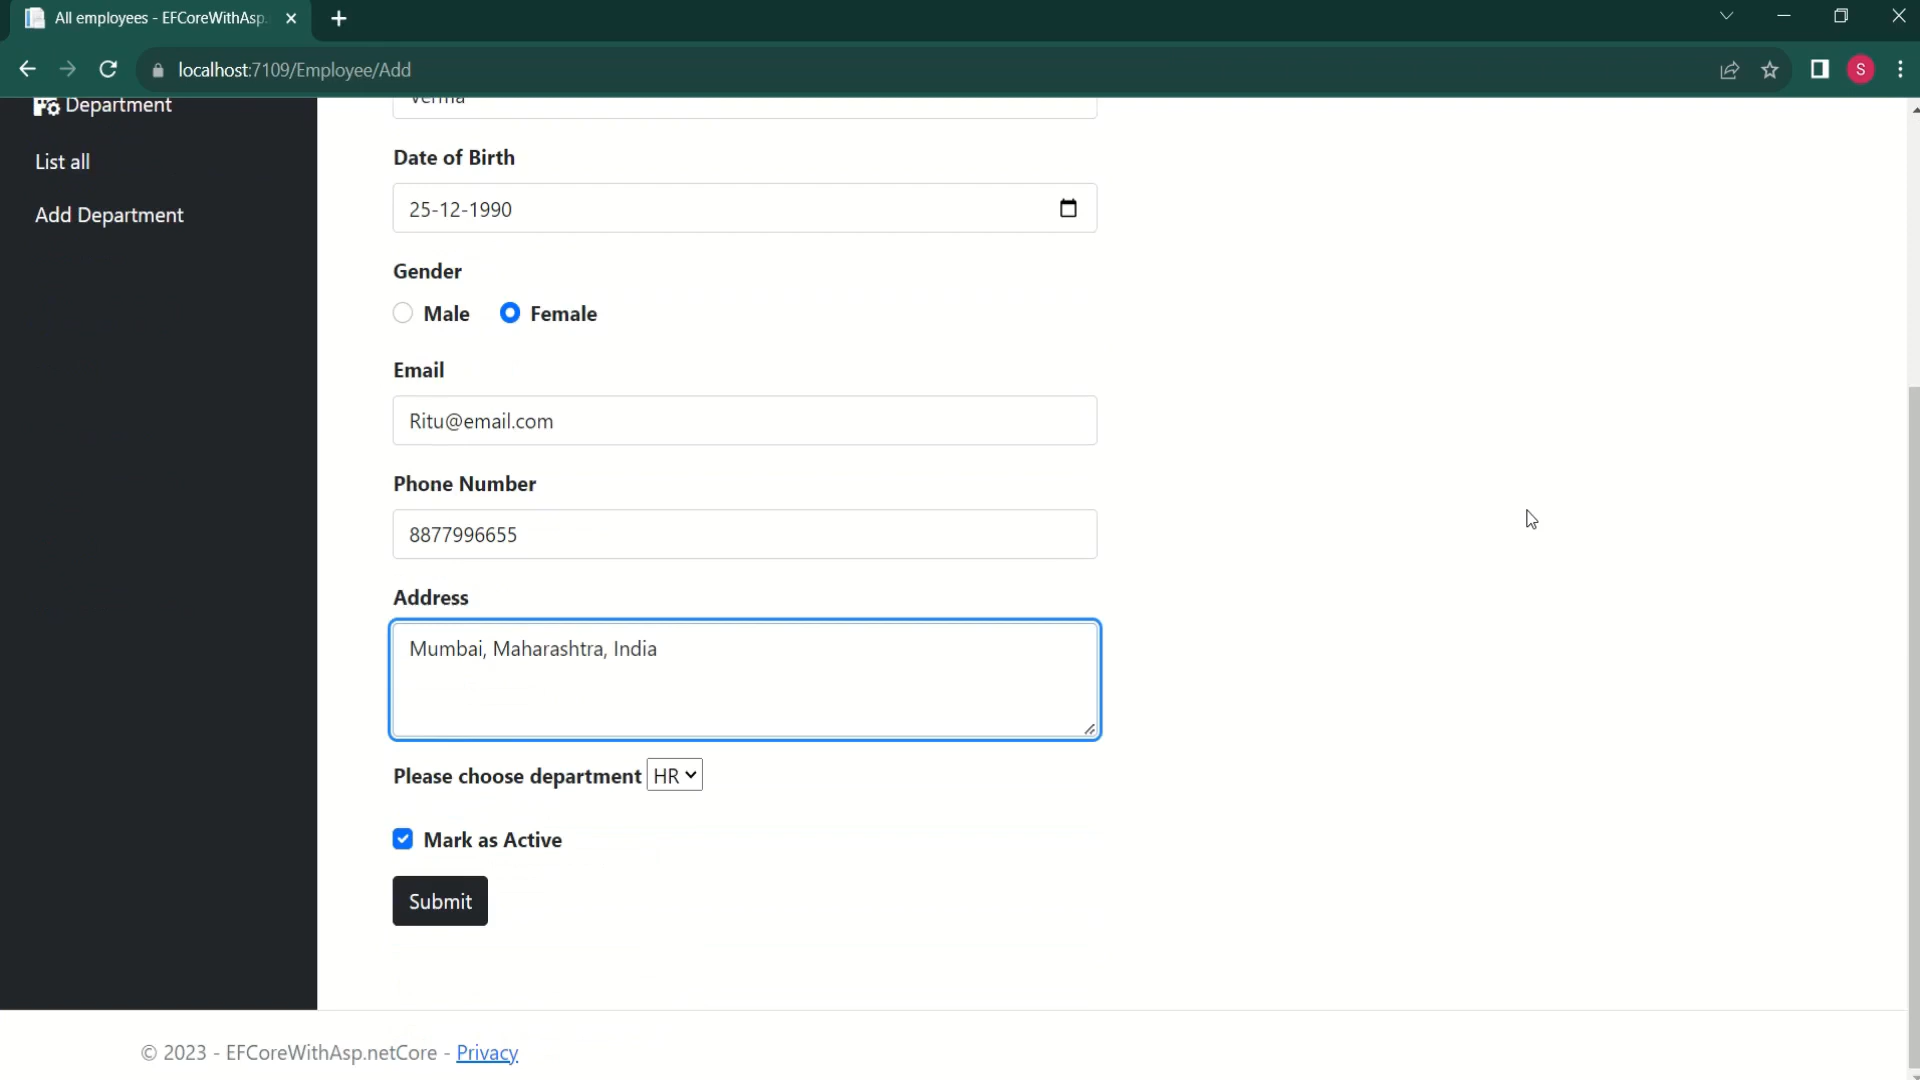 All employees - EFCoreWithAsp.
localhost:7109/Employee/Add
S
Department
List all
Add Department
Verma
Date of Birth
25-12-1990
Gender
Male Female
Email
Ritu@email.com
Phone Number
8877996655
Address
Mumbai, Maharashtra, India
Please choose department HR
Mark as Active
Submit
© 2023 - EFCoreWithAsp.netCore - Privacy